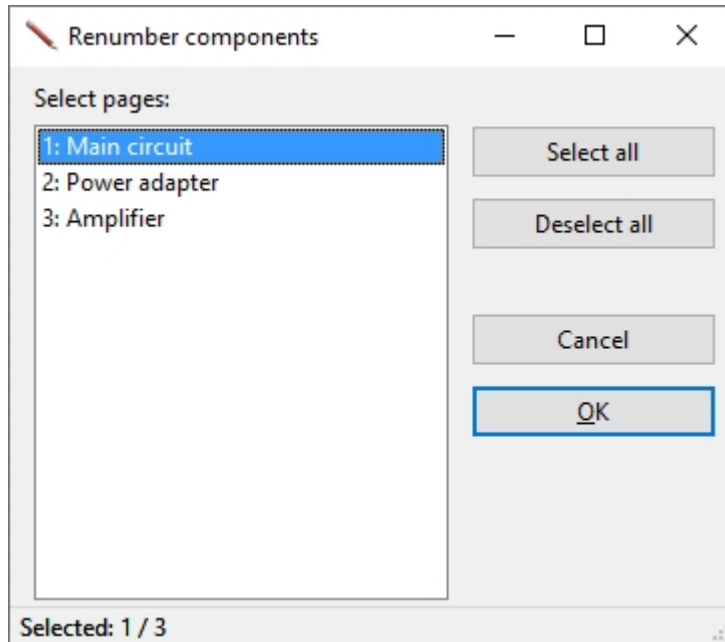 Renumber components
Select pages:
1: Main circuit
2: Power adapter
3: Amplifier
Select all
Deselect all
Cancel
OK
Selected: 1 / 3